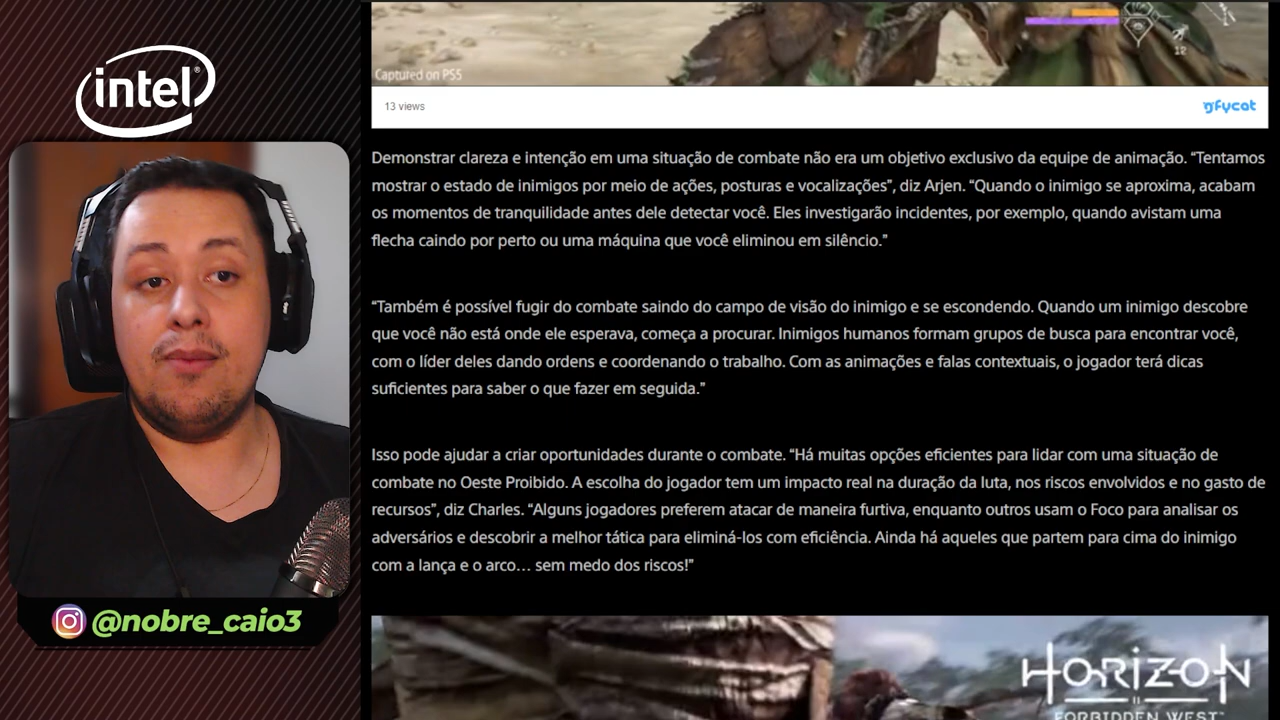 intel®
@nobre_caio3
12
Captured on PS5
13 views
gfycat
Demonstrar clareza e intenção em uma situação de combate não era um objetivo exclusivo da equipe de animação. “Tentamos
mostrar o estado de inimigos por meio de ações, posturas e vocalizações”, diz Arjen. “Quando o inimigo se aproxima, acabam
os momentos de tranquilidade antes dele detectar você. Eles investigarão incidentes, por exemplo, quando avistam uma
flecha caindo por perto ou uma máquina que você eliminou em silêncio.”
“Também é possível fugir do combate saindo do campo de visão do inimigo e se escondendo. Quando um inimigo descobre
que você não está onde ele esperava, começa a procurar. Inimigos humanos formam grupos de busca para encontrar você,
com o líder deles dando ordens e coordenando o trabalho. Com as animações e falas contextuais, o jogador terá dicas
suficientes para saber o que fazer em seguida.”
Isso pode ajudar a criar oportunidades durante o combate. “Há muitas opções eficientes para lidar com uma situação de
combate no Oeste Proibido. A escolha do jogador tem um impacto real na duração da luta, nos riscos envolvidos e no gasto de
recursos”, diz Charles. “Alguns jogadores preferem atacar de maneira furtiva, enquanto outros usam o Foco para analisar os
adversários e descobrir a melhor tática para eliminá-los com eficiência. Ainda há aqueles que partem para cima do inimigo
com a lança e o arco… sem medo dos riscos!”
HORIZON
FORBIDDEN WEST™